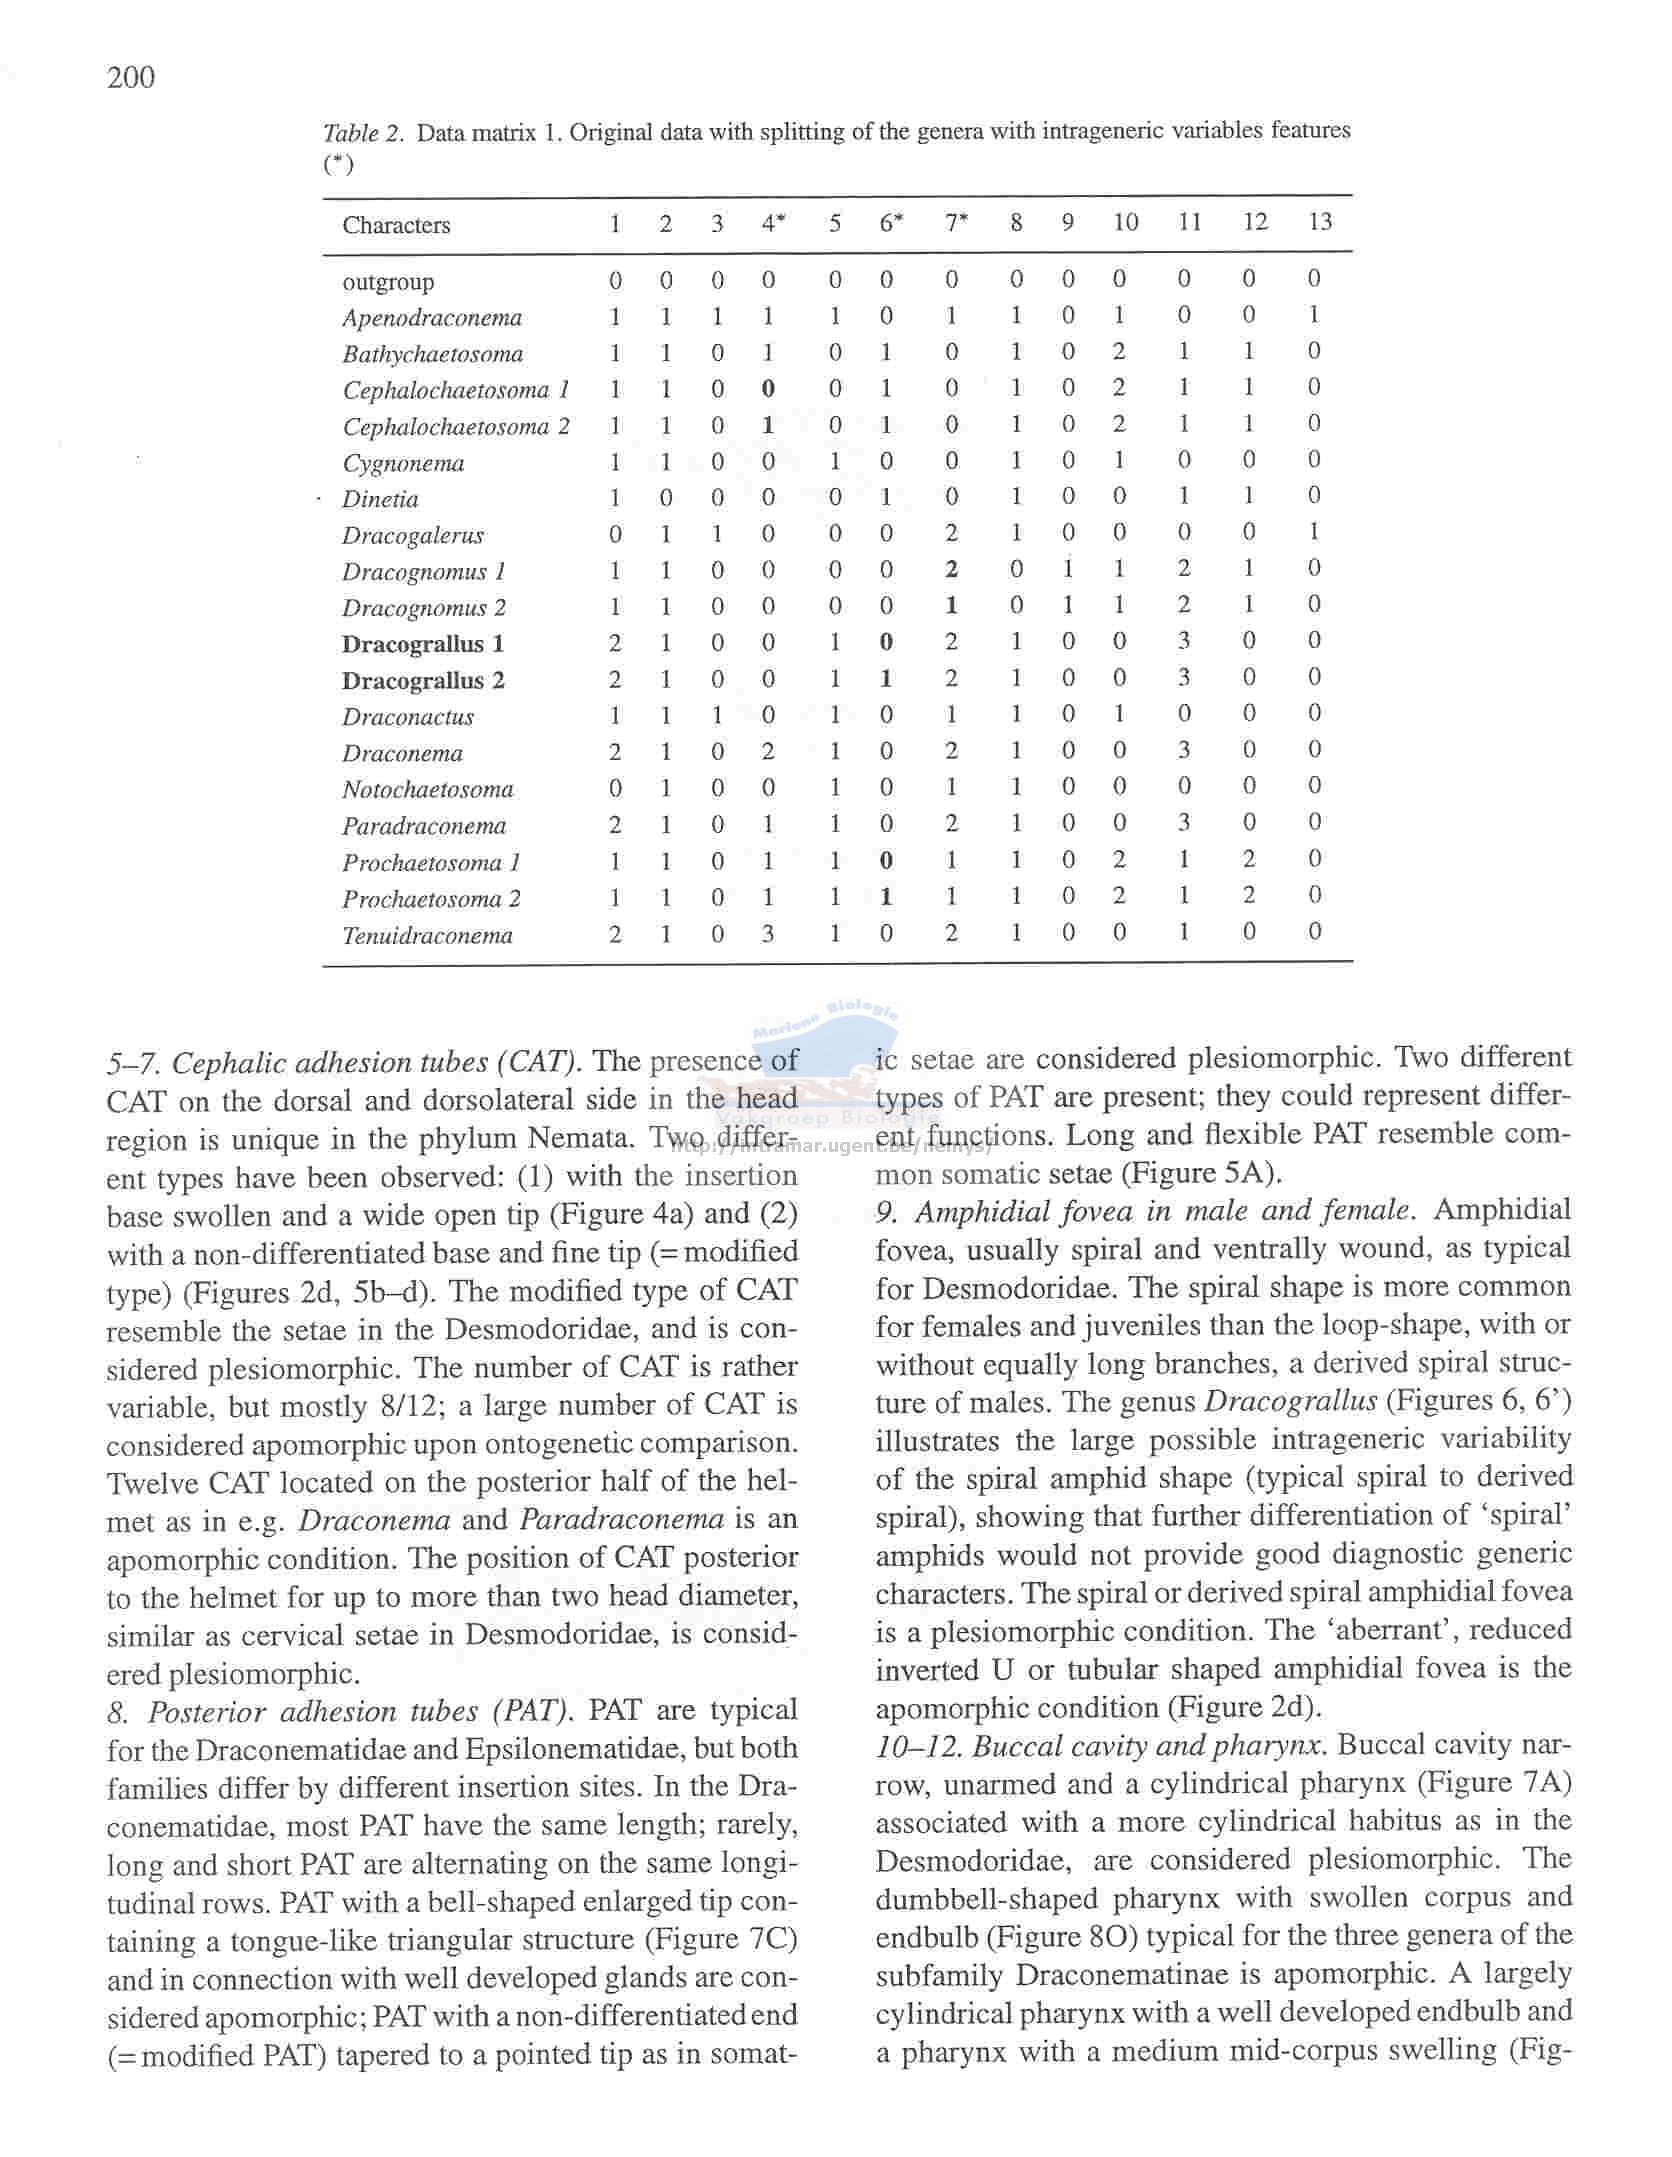 200
Table 2. Data matrix 1. Original data with splitting of the genera with intrageneric variables features
(*)
Characters 1 2 3 4* 5 6* 7* 8 9 10 11 12 13
outgroup 0 0 0 0 0 0 0 0 0 0 0 0 0
Apenodraconema 1 1 1 1 1 0 1 1 0 1 0 0 1
Bathychaetosoma 1 1 0 1 0 1 0 1 0 2 1 1 0
Cephalochaetosoma 1 1 1 0 0 0 1 0 1 0 2 1 1 0
Cephalochaetosoma 2 1 1 0 1 0 1 0 1 0 2 1 1 0
Cygnonema 1 1 0 0 1 0 0 1 0 1 0 0 0
Dinetia 1 0 0 0 0 1 0 1 0 0 1 1 0
Dracogalerus 0 1 1 0 0 0 2 1 0 0 0 0 1
Dracognomus 1 1 1 0 0 0 0 2 0 1 1 2 1 0
Dracognomus 2 1 1 0 0 0 0 1 0 1 1 2 1 0
Dracograllus 1 2 1 0 0 1 0 2 1 0 0 3 0 0
Dracograllus 2 2 1 0 0 1 1 2 1 0 0 3 0 0
Draconactus 1 1 1 0 1 0 1 1 0 1 0 0 0
Draconema 2 1 0 2 1 0 2 1 0 0 3 0 0
Notochaetosoma 0 1 0 0 1 0 1 1 0 0 0 0 0
Paradraconema 2 1 0 1 1 0 2 1 0 0 3 0 0
Prochaetosoma 1 1 1 0 1 1 0 1 1 0 2 1 2 0
Prochaetosoma 2 1 1 0 1 1 1 1 1 0 2 1 2 0
Tenuidraconema 2 1 0 3 1 0 2 1 0 0 1 0 0
5–7. Cephalic adhesion tubes (CAT). The presence of
CAT on the dorsal and dorsolateral side in the head
region is unique in the phylum Nemata. Two differ-
ent types have been observed: (1) with the insertion
base swollen and a wide open tip (Figure 4a) and (2)
with a non-differentiated base and fine tip (= modified
type) (Figures 2d, 5b–d). The modified type of CAT
resemble the setae in the Desmodoridae, and is con-
sidered plesiomorphic. The number of CAT is rather
variable, but mostly 8/12; a large number of CAT is
considered apomorphic upon ontogenetic comparison.
Twelve CAT located on the posterior half of the hel-
met as in e.g. Draconema and Paradraconema is an
apomorphic condition. The position of CAT posterior
to the helmet for up to more than two head diameter,
similar as cervical setae in Desmodoridae, is consid-
ered plesiomorphic.
8. Posterior adhesion tubes (PAT). PAT are typical
for the Draconematidae and Epsilonematidae, but both
families differ by different insertion sites. In the Dra-
conematidae, most PAT have the same length; rarely,
long and short PAT are alternating on the same longi-
tudinal rows. PAT with a bell-shaped enlarged tip con-
taining a tongue-like triangular structure (Figure 7C)
and in connection with well developed glands are con-
sidered apomorphic; PAT with a non-differentiated end
(= modified PAT) tapered to a pointed tip as in somat-
ic setae are considered plesiomorphic. Two different
types of PAT are present; they could represent differ-
ent functions. Long and flexible PAT resemble com-
mon somatic setae (Figure 5A).
9. Amphidial fovea in male and female. Amphidial
fovea, usually spiral and ventrally wound, as typical
for Desmodoridae. The spiral shape is more common
for females and juveniles than the loop-shape, with or
without equally long branches, a derived spiral struc-
ture of males. The genus Dracograllus (Figures 6, 6’)
illustrates the large possible intrageneric variability
of the spiral amphid shape (typical spiral to derived
spiral), showing that further differentiation of ‘spiral’
amphids would not provide good diagnostic generic
characters. The spiral or derived spiral amphidial fovea
is a plesiomorphic condition. The ‘aberrant’, reduced
inverted U or tubular shaped amphidial fovea is the
apomorphic condition (Figure 2d).
10–12. Buccal cavity and pharynx. Buccal cavity nar-
row, unarmed and a cylindrical pharynx (Figure 7A)
associated with a more cylindrical habitus as in the
Desmodoridae, are considered plesiomorphic. The
dumbbell-shaped pharynx with swollen corpus and
endbulb (Figure 8O) typical for the three genera of the
subfamily Draconematinae is apomorphic. A largely
cylindrical pharynx with a well developed endbulb and
a pharynx with a medium mid-corpus swelling (Fig-
Mariene Biologie
Vakgroep Biologie
http://intramar.ugent.be/nemys/